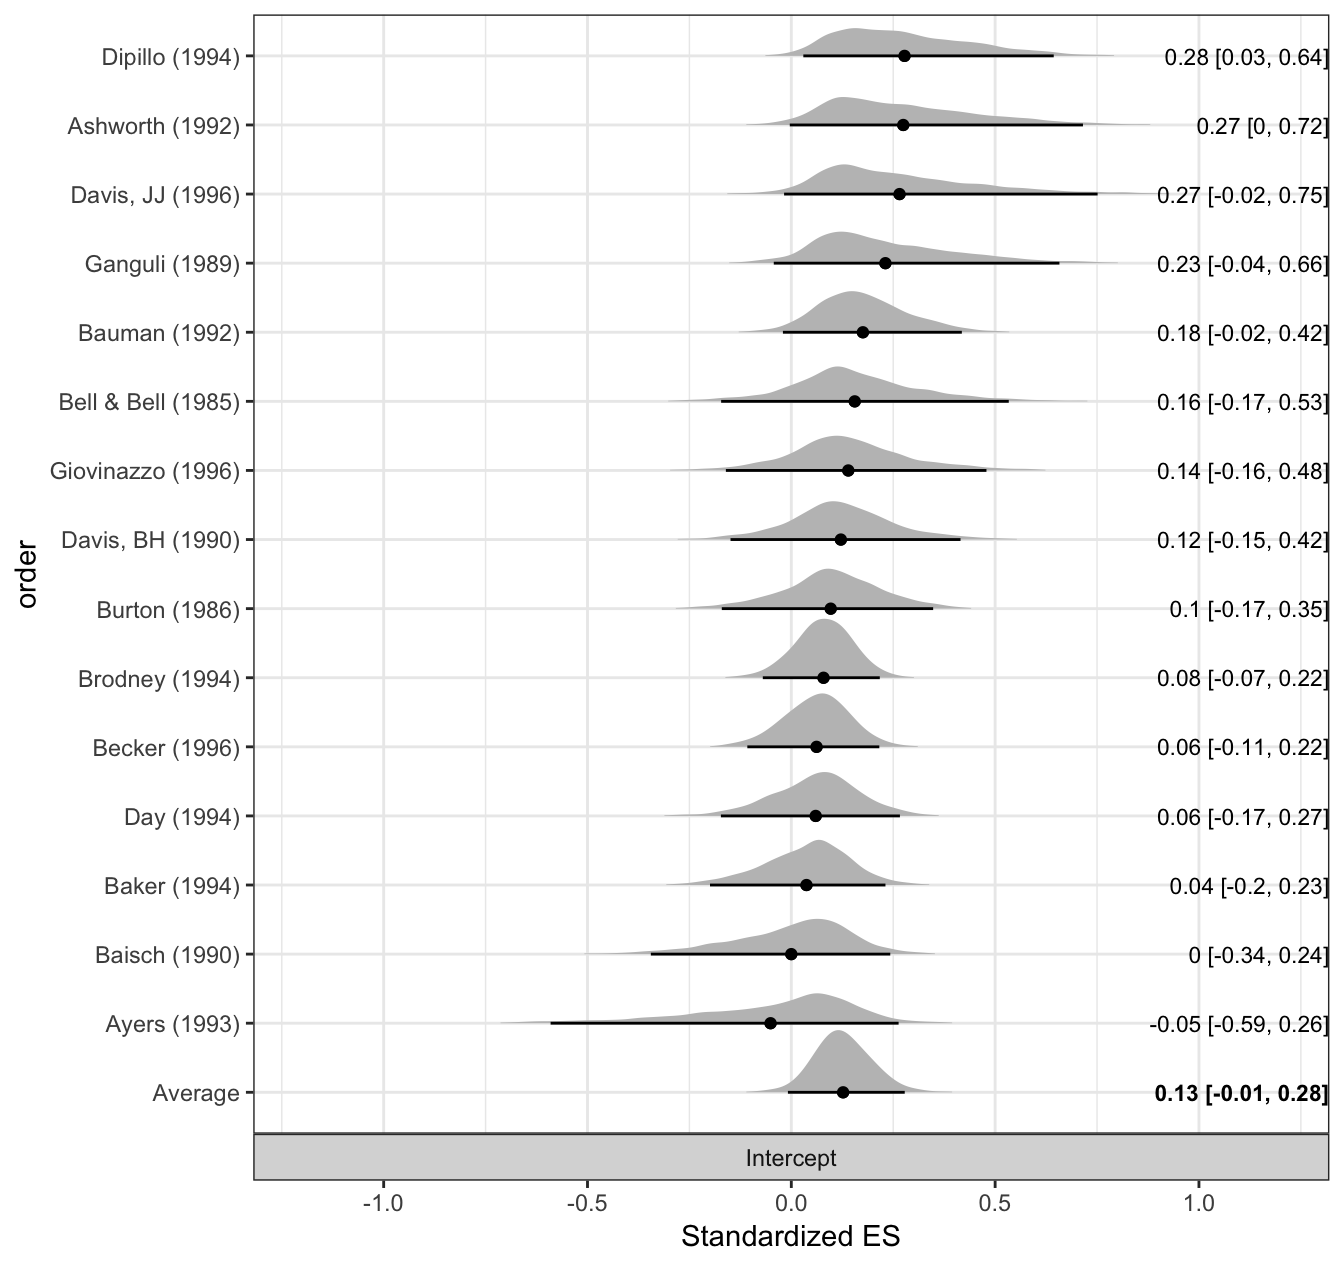 Dipillo (1994) 0.28 [0.03, 0.64]
Ashworth (1992) 0.27 [0, 0.72]
Davis, JJ (1996) 0.27 [-0.02, 0.75]
Ganguli (1989) 0.23 [-0.04, 0.66]
Bauman (1992) 0.18 [-0.02, 0.42]
Bell & Bell (1985) 0.16 [-0.17, 0.53]
Giovinazzo (1996) 0.14 [-0.16, 0.48]
Davis, BH (1990) 0.12 [-0.15, 0.42]
order
Burton (1986) 0.1 [-0.17, 0.35]
Brodney (1994) 0.08 [-0.07, 0.22]
Becker (1996) 0.06 [-0.11, 0.22]
Day (1994) 0.06 [-0.17, 0.27]
Baker (1994) 0.04 [-0.2, 0.23]
Baisch (1990) 0 [-0.34, 0.24]
Ayers (1993) -0.05 [-0.59, 0.26]
Average 0.13 [-0.01, 0.28]
Intercept
-1.0 -0.5 0.0 0.5 1.0
Standardized ES